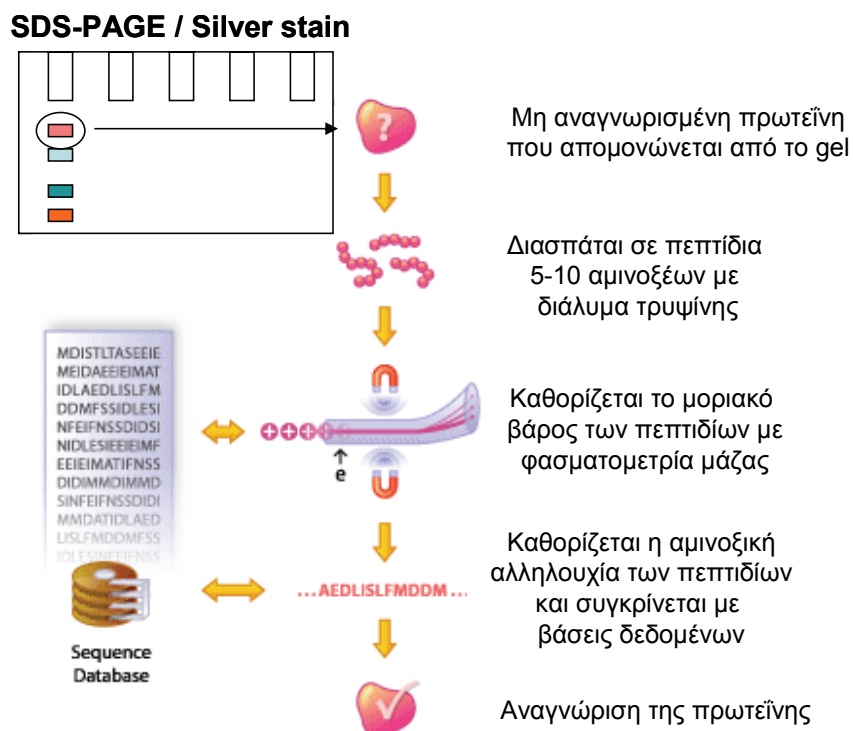 SDS-PAGE / Silver stain
?
Μη αναγνωρισμένη πρωτεΐνη
που απομονώνεται από το gel
Διασπάται σε πεπτίδια
5-10 αμινοξέων με
διάλυμα τρυψίνης
MDISTLTASEEIE
MEIDAEEIEIMAT
IDLAEDLISLFM
DDMFSSIDLESI
NFEIFNSSDIDSI
NIDLESIEEIEIMF
EEIEIMATIFNSS
DIDIMMDIMMD
SINFEIFNSSDIDI
MMDATIDLAED
LISLFMDDMFSS
IDLESINFEIFNSS
e
Καθορίζεται το μοριακό
βάρος των πεπτιδίων με
φασματομετρία μάζας
Sequence
Database
...AEDLISLFMDDM...
Καθορίζεται η αμινοξική
αλληλουχία των πεπτιδίων
και συγκρίνεται με
βάσεις δεδομένων
Αναγνώριση της πρωτεΐνης